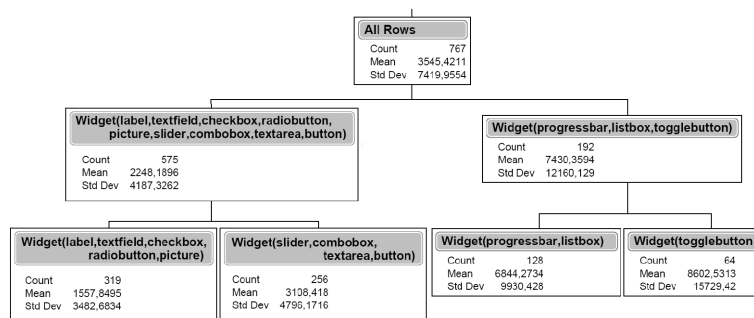 All Rows
Count 767
Mean 3545,4211
Std Dev 7419,9554
Widget(label,textfield,checkbox,radiobutton,
picture,slider,combobox,textarea,button)
Count 575
Mean 2248,1896
Std Dev 4187,3262
Widget(progressbar,listbox,togglebutton)
Count 192
Mean 7430,3594
Std Dev 12160,129
Widget(label,textfield,checkbox,
radiobutton,picture)
Count 319
Mean 1557,8495
Std Dev 3482,6834
Widget(slider,combobox,
textarea,button)
Count 256
Mean 3108,418
Std Dev 4796,1716
Widget(progressbar,listbox)
Count 128
Mean 6844,2734
Std Dev 9930,428
Widget(togglebutton
Count 64
Mean 8602,5313
Std Dev 15729,42